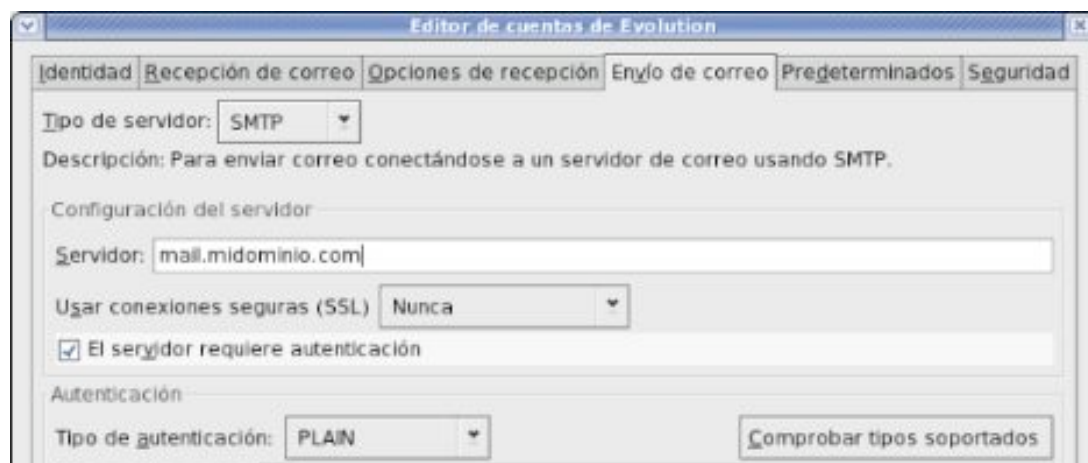 Editor de cuentas de Evolution
Identidad Recepción de correo Opciones de recepción Envío de correo Predeterminados Seguridad
Tipo de servidor: SMTP
Descripción: Para enviar correo conectándose a un servidor de correo usando SMTP.
Configuración del servidor
Servidor: mail.midominio.com
Usar conexiones seguras (SSL) Nunca
El servidor requiere autenticación
Autenticación
Tipo de autenticación: PLAIN Comprobar tipos soportados